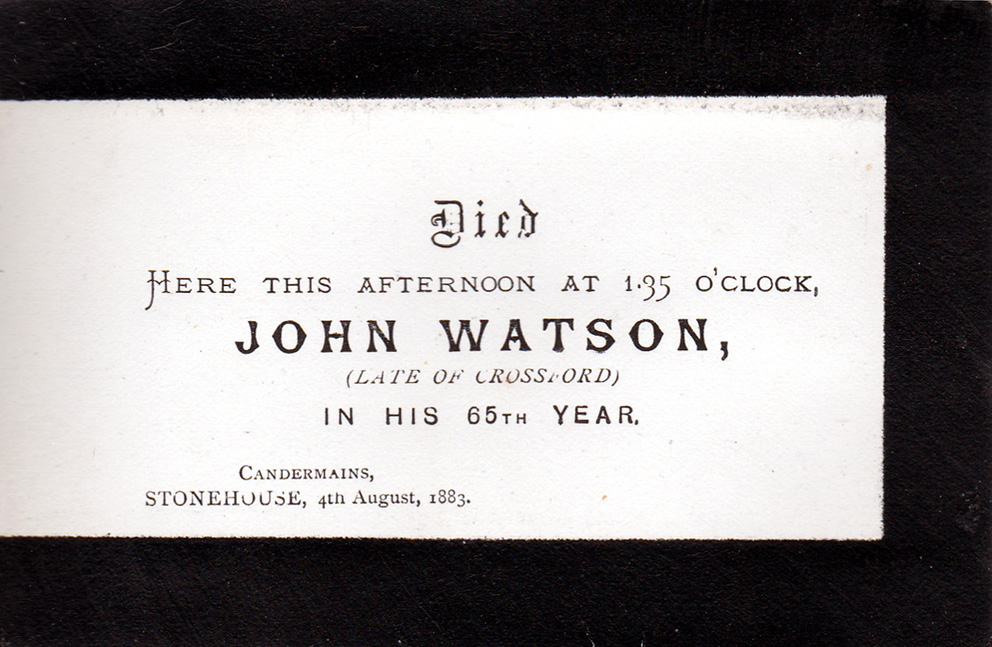 Died
HERE THIS AFTERNOON AT 1.35 O'CLOCK,
JOHN WATSON,
(LATE OF CROSSFORD)
IN HIS 65TH YEAR.
CANDERMAINS,
STONEHOUSE, 4th August, 1883.